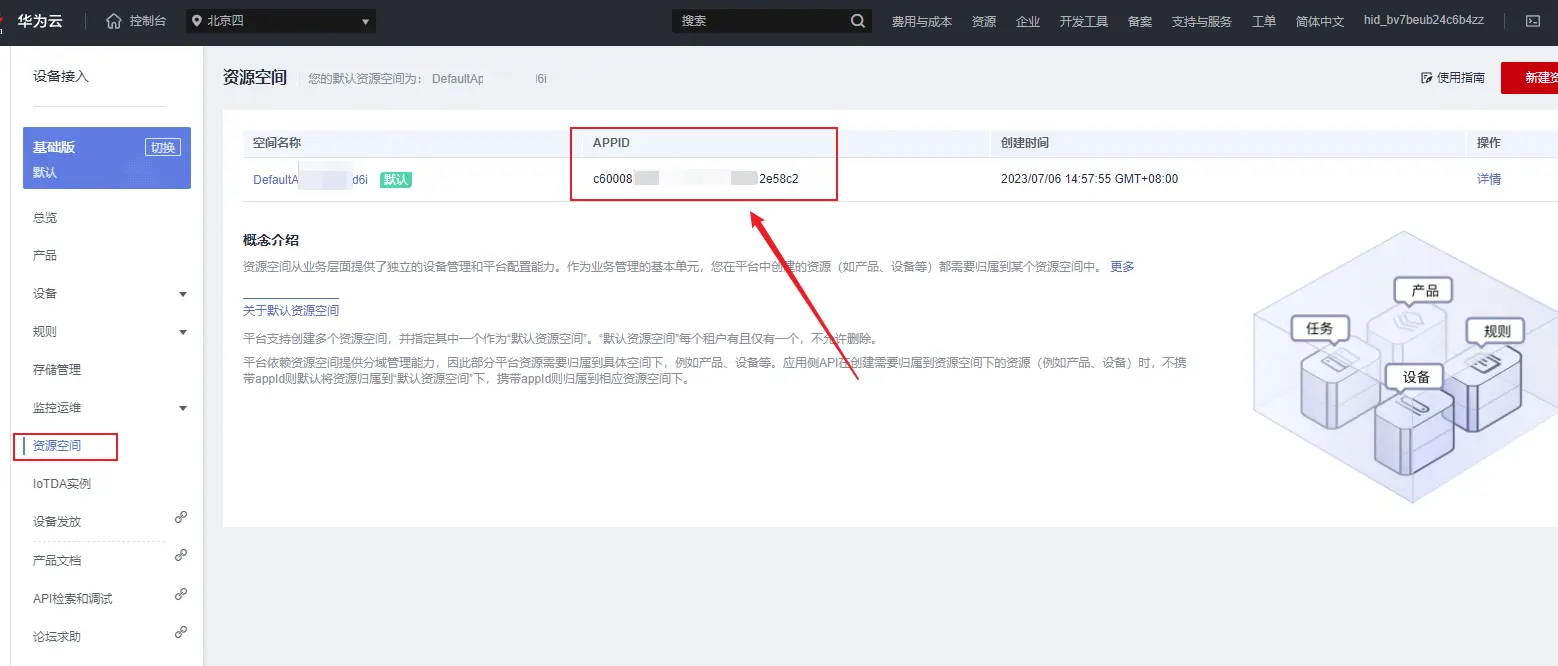 华为云
控制台
北京四
搜索
费用与成本
资源
企业
开发工具
备案
支持与服务
工单
简体中文
hid_bv7beub24c6b4zz
设备接入
基础版
切换
默认
总览
产品
设备
规则
存储管理
监控运维
资源空间
IoTDA实例
设备发放
产品文档
API检索和调试
论坛求助
资源空间
您的默认资源空间为: DefaultAp l6i
使用指南
新建资
空间名称
APPID
创建时间
操作
DefaultA d6i
默认
c60008 2e58c2
2023/07/06 14:57:55 GMT+08:00
详情
概念介绍
资源空间从业务层面提供了独立的设备管理和平台配置能力。作为业务管理的基本单元，您在平台中创建的资源（如产品、设备等）都需要归属到某个资源空间中。 更多
关于默认资源空间
平台支持创建多个资源空间，并指定其中一个作为“默认资源空间”。“默认资源空间”每个租户有且仅有一个，不允许删除。
平台依赖资源空间提供分域管理能力，因此部分平台资源需要归属到具体空间下，例如产品、设备等。应用侧API在创建需要归属到资源空间下的资源（例如产品、设备）时，不携
带appId则默认将资源归属到“默认资源空间”下，携带appId则归属到相应资源空间下。
产品
任务
规则
设备